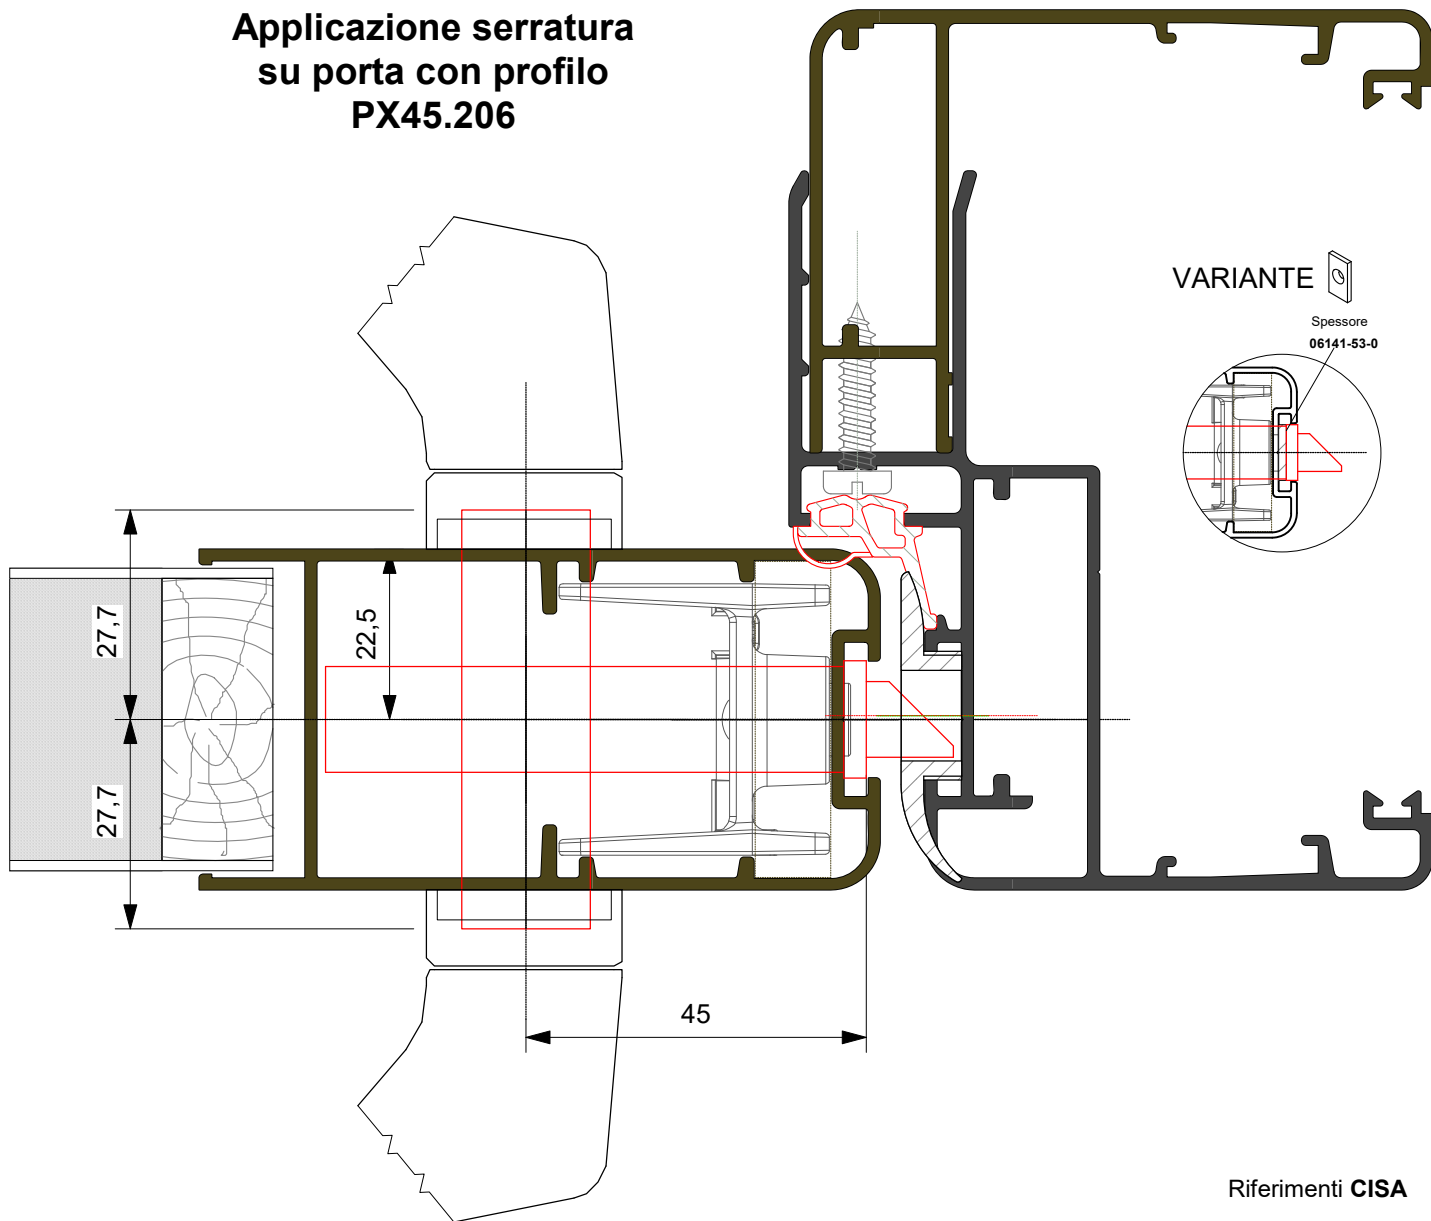 Applicazione serratura
su porta con profilo
PX45.206
VARIANTE
Spessore
06141-53-0
27,7
22,5
27,7
45
Riferimenti CISA